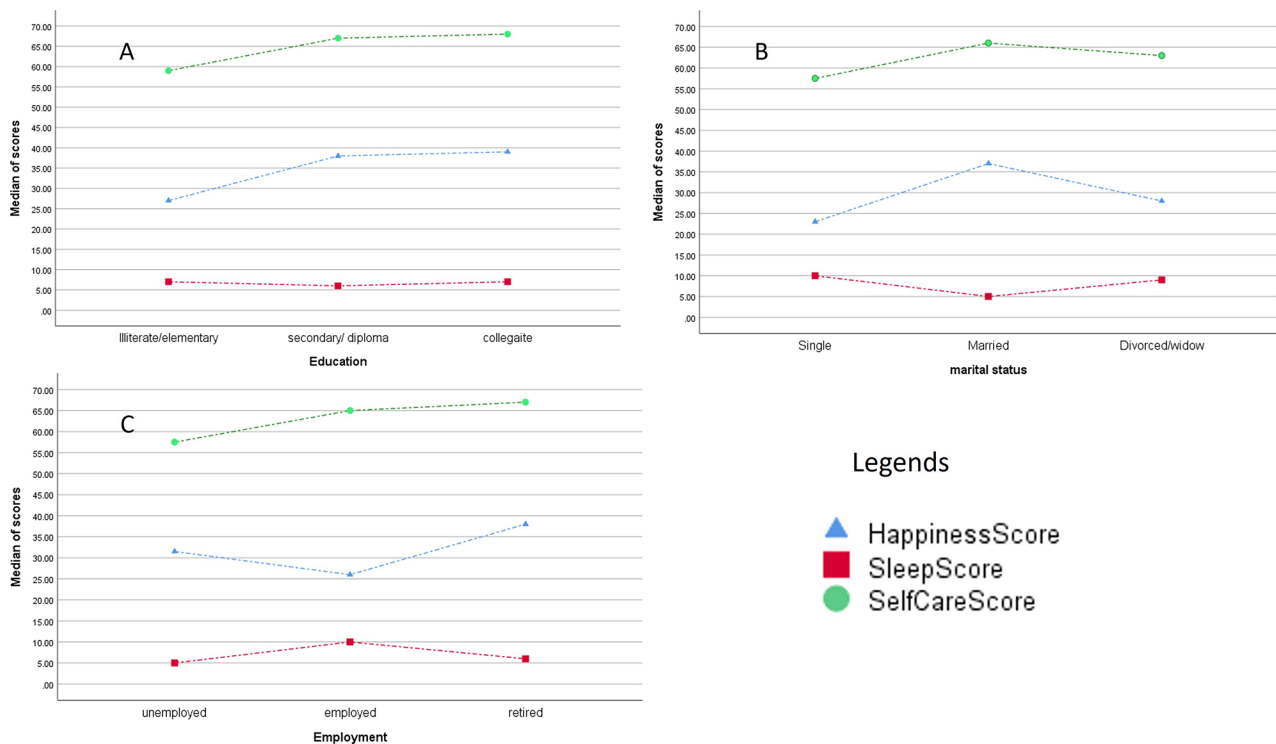 A
70.00
65.00
60.00
55.00
50.00
45.00
40.00
35.00
30.00
25.00
20.00
15.00
10.00
5.00
.00
Median of scores
Illiterate/elementary secondary/ diploma collegaite
Education
B
70.00
65.00
60.00
55.00
50.00
45.00
40.00
35.00
30.00
25.00
20.00
15.00
10.00
5.00
.00
Median of scores
Single Married Divorced/widow
marital status
C
70.00
65.00
60.00
55.00
50.00
45.00
40.00
35.00
30.00
25.00
20.00
15.00
10.00
5.00
.00
Median of scores
unemployed employed retired
Employment
Legends
HappinessScore
SleepScore
SelfCareScore